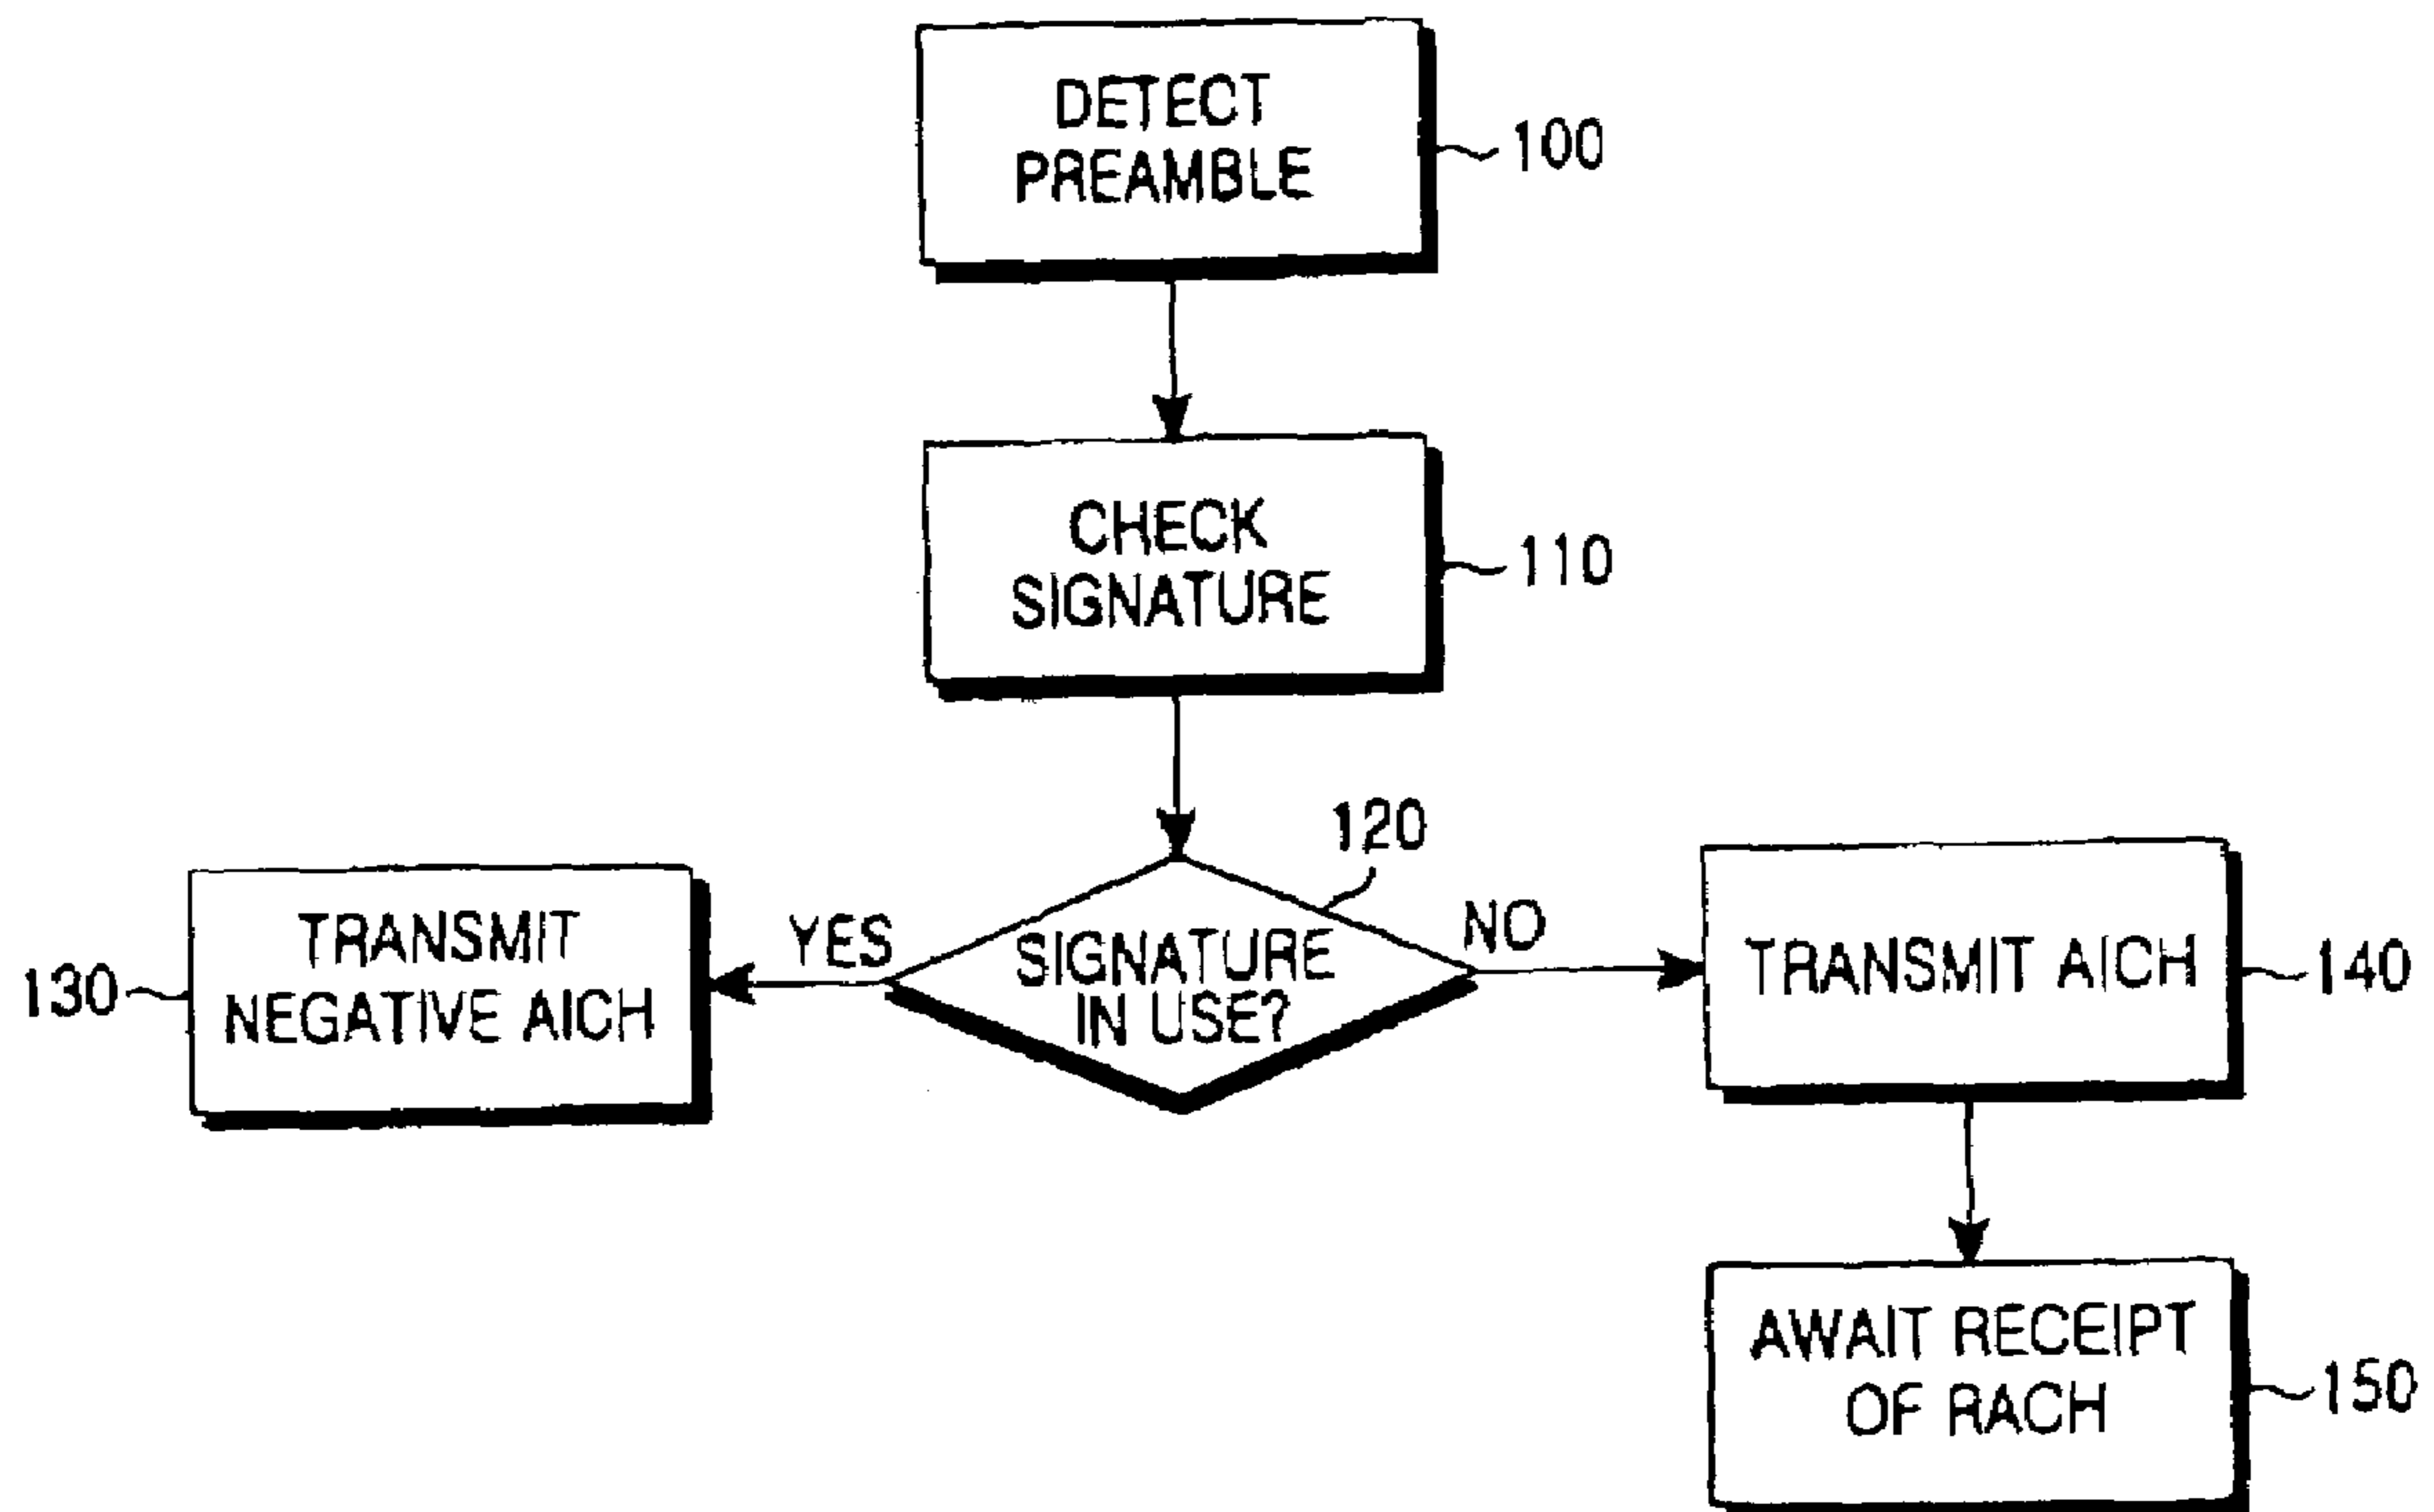 DETECT
PREAMBLE
100
CHECK
SIGNATURE
110
120
TRANSMIT
NEGATIVE AICH
130
YES
SIGNATURE
IN USE?
NO
TRANSMIT AICH
140
AWAIT RECEIPT
OF RACH
150